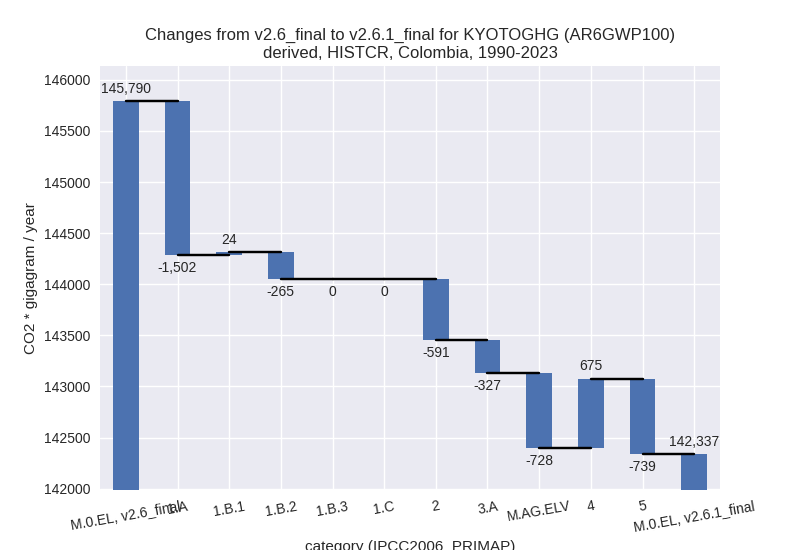 Changes from v2.6_final to v2.6.1_final for KYOTOGHG (AR6GWP100)
derived, HISTCR, Colombia, 1990-2023
CO2 * gigagram / year
146000
145500
145000
144500
144000
143500
143000
142500
142000
145,790
-1,502
24
-265
0
0
-591
-327
-728
675
-739
142,337
M.0.EL, v2.6_final
1.A
1.B.1
1.B.2
1.B.3
1.C
2
3.A
M.AG.ELV
4
5
M.0.EL, v2.6.1_final
category (IPCC2006_PRIMAP)